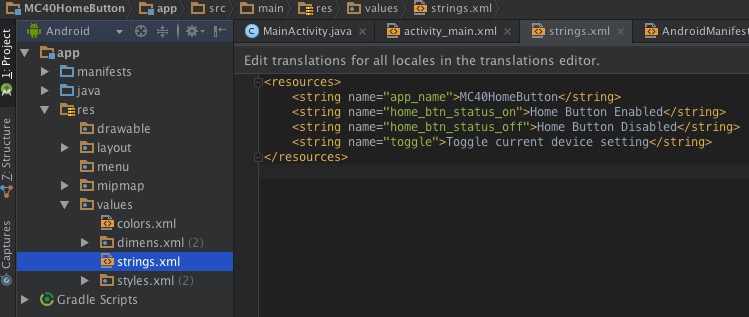 MC40HomeButton app src main res values strings.xml
1: Project
Z: Structure
Captures
Android
app
manifests
java
res
drawable
layout
menu
mipmap
values
colors.xml
dimens.xml (2)
strings.xml
styles.xml (2)
Gradle Scripts
MainActivity.java activity_main.xml strings.xml AndroidManifest
Edit translations for all locales in the translations editor.
<resources>
<string name="app_name">MC40HomeButton</string>
<string name="home_btn_status_on">Home Button Enabled</string>
<string name="home_btn_status_off">Home Button Disabled</string>
<string name="toggle">Toggle current device setting</string>
</resources>